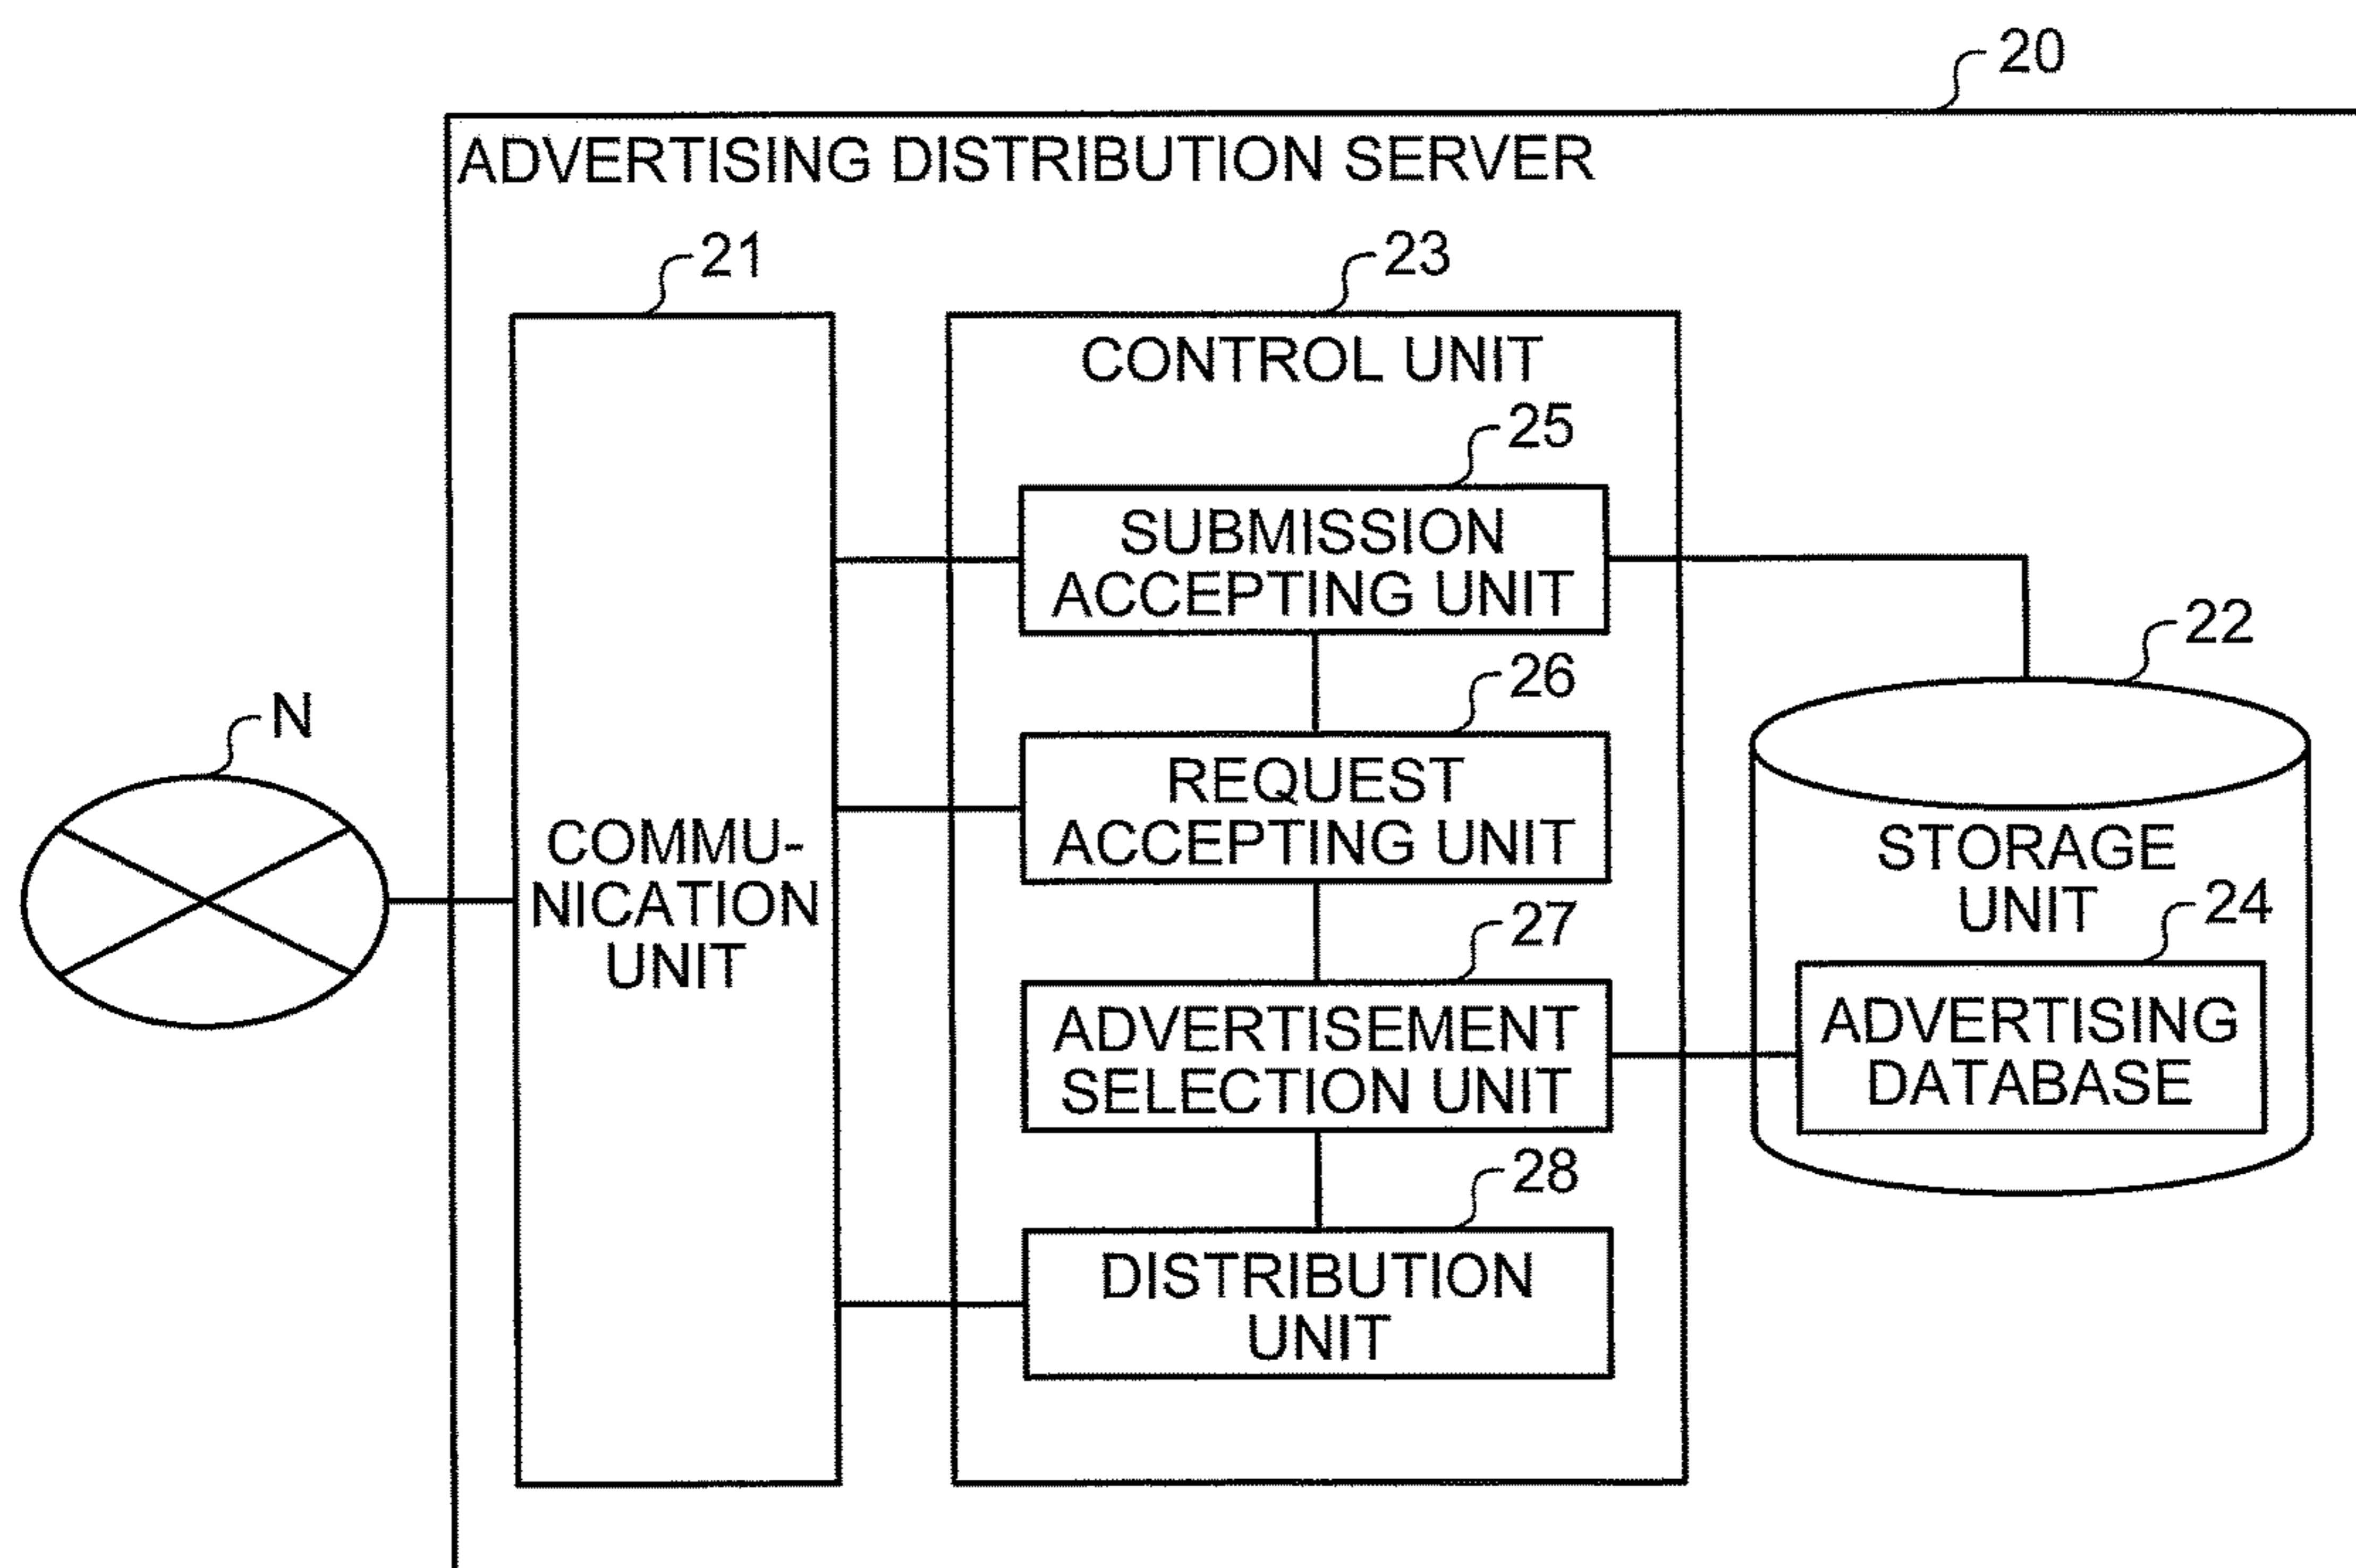 20
ADVERTISING DISTRIBUTION SERVER
21
23
CONTROL UNIT
25
SUBMISSION
ACCEPTING UNIT
22
26
N
REQUEST
ACCEPTING UNIT
COMMU-
NICATION
UNIT
STORAGE
UNIT
24
27
ADVERTISEMENT
SELECTION UNIT
ADVERTISING
DATABASE
28
DISTRIBUTION
UNIT